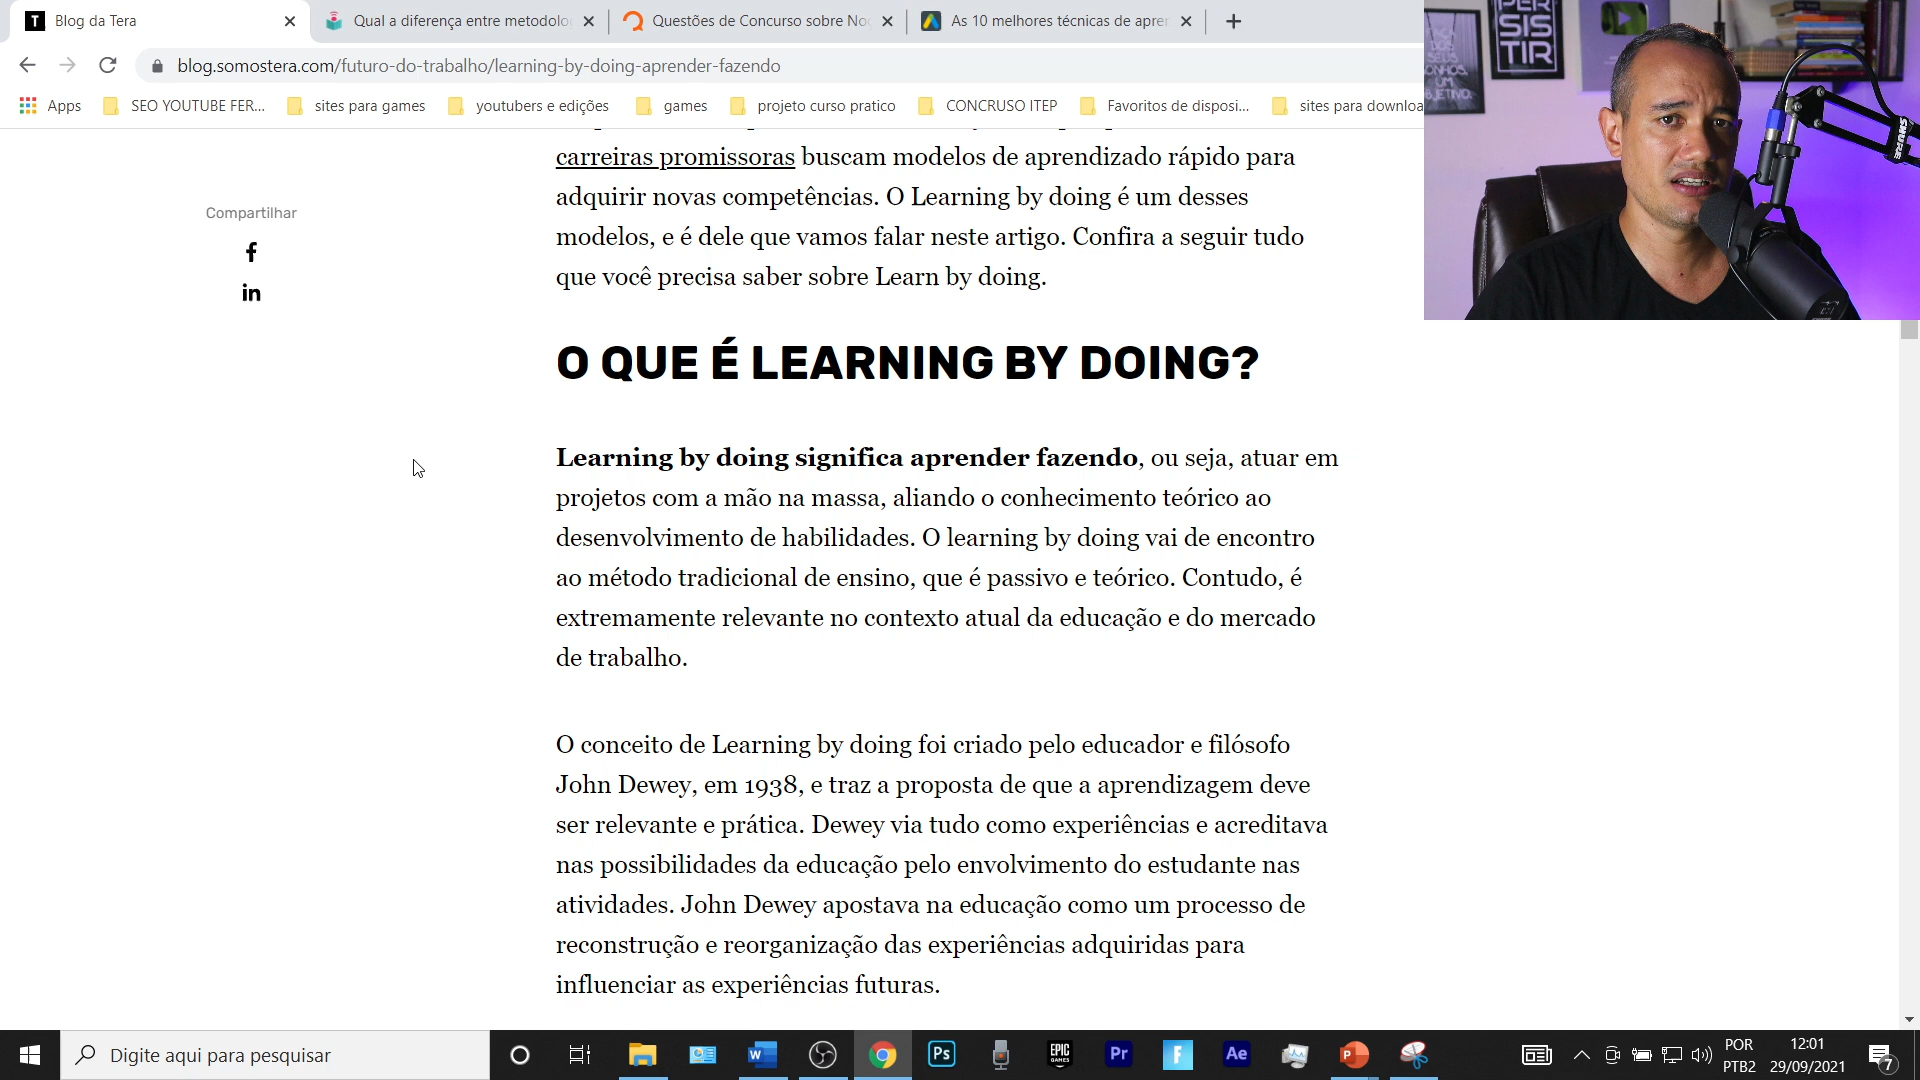 Blog da Tera
Qual a diferença entre metodolo
Questões de Concurso sobre No
As 10 melhores técnicas de apre
blog.somostera.com/futuro-do-trabalho/learning-by-doing-aprender-fazendo
Apps
SEO YOUTUBE FER...
sites para games
youtubers e edições
games
projeto curso pratico
CONCRUSO ITEP
Favoritos de disposi...
sites para downloa
PERSISTIR
SHURE
Compartilhar
carreiras promissoras buscam modelos de aprendizado rápido para
adquirir novas competências. O Learning by doing é um desses
modelos, e é dele que vamos falar neste artigo. Confira a seguir tudo
que você precisa saber sobre Learn by doing.
O QUE É LEARNING BY DOING?
Learning by doing significa aprender fazendo, ou seja, atuar em
projetos com a mão na massa, aliando o conhecimento teórico ao
desenvolvimento de habilidades. O learning by doing vai de encontro
ao método tradicional de ensino, que é passivo e teórico. Contudo, é
extremamente relevante no contexto atual da educação e do mercado
de trabalho.
O conceito de Learning by doing foi criado pelo educador e filósofo
John Dewey, em 1938, e traz a proposta de que a aprendizagem deve
ser relevante e prática. Dewey via tudo como experiências e acreditava
nas possibilidades da educação pelo envolvimento do estudante nas
atividades. John Dewey apostava na educação como um processo de
reconstrução e reorganização das experiências adquiridas para
influenciar as experiências futuras.
Digite aqui para pesquisar
POR
PTB2
12:01
29/09/2021
7